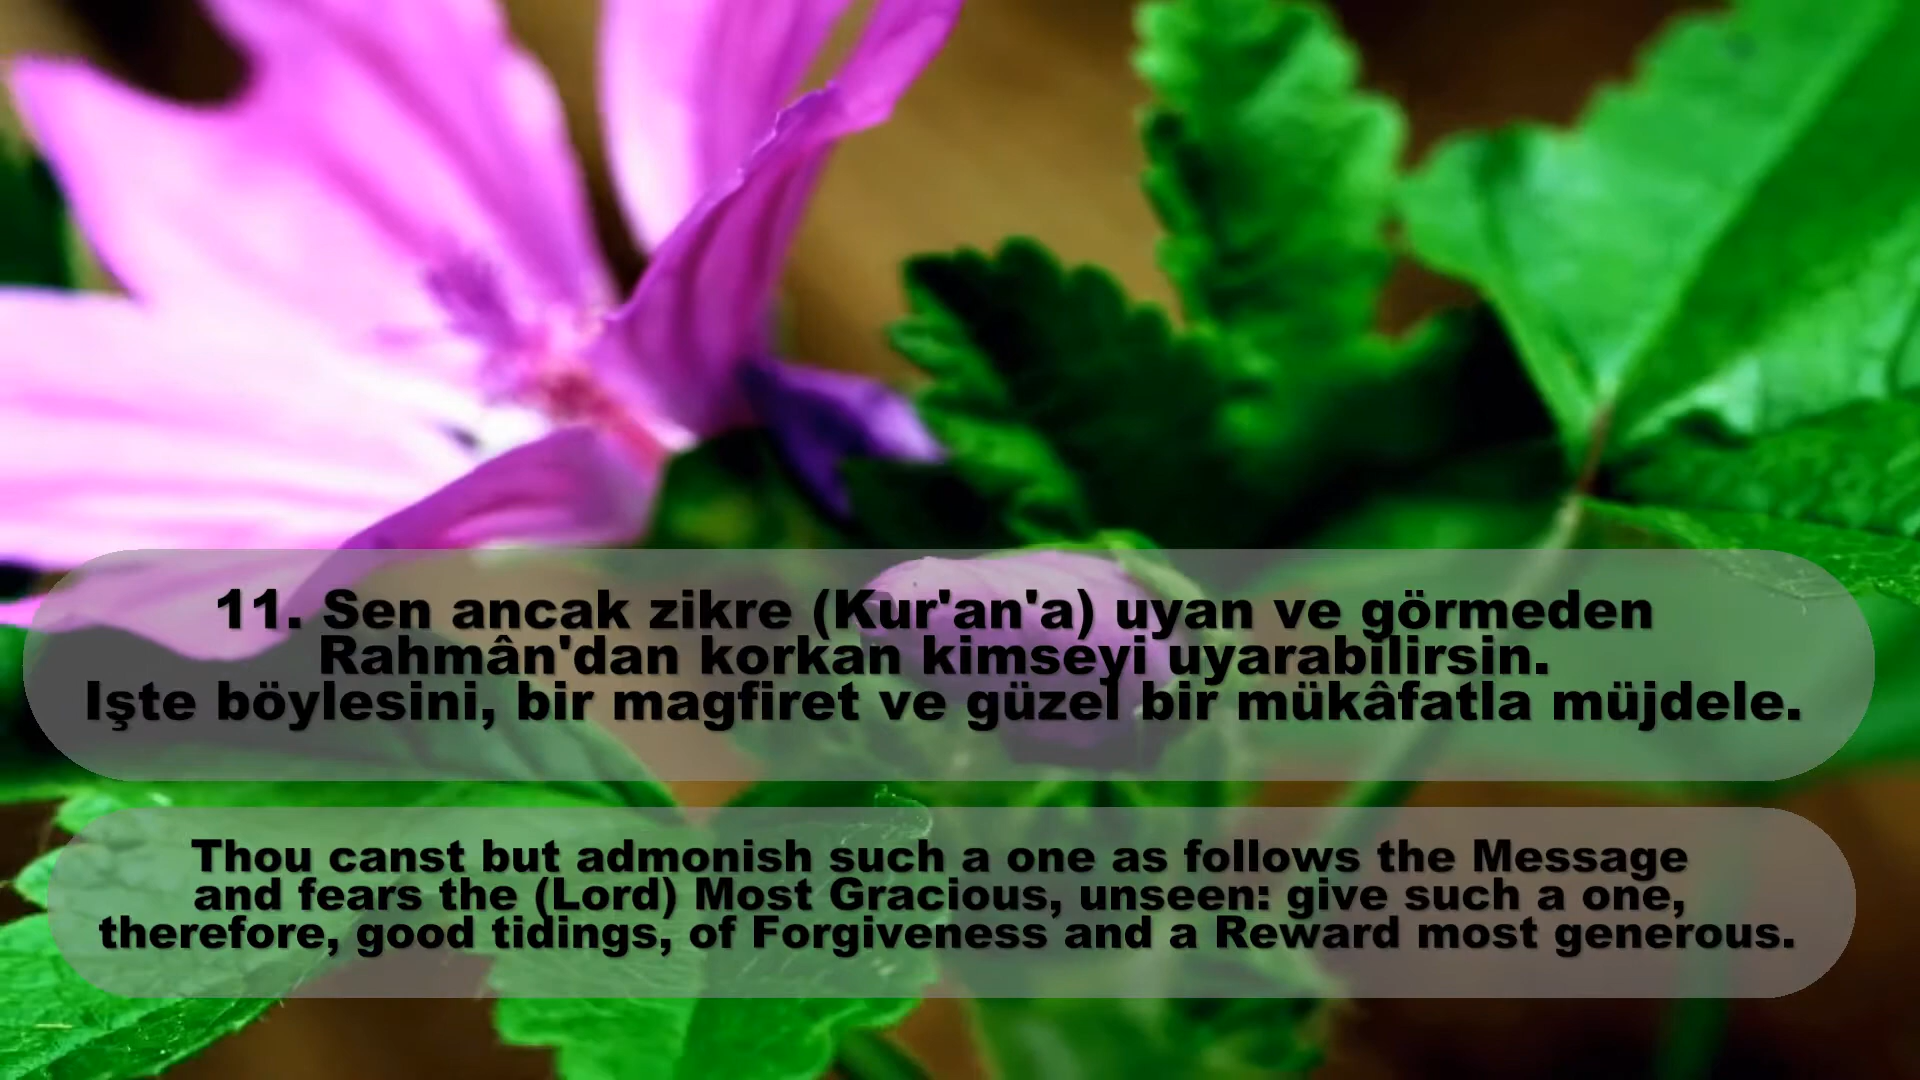 11. Sen ancak zikre (Kur'an'a) uyan ve görmeden
Rahmân'dan korkan kimseyi uyarabilirsin.
Işte böylesini, bir magfiret ve güzel bir mükâfatla müjdele.
Thou canst but admonish such a one as follows the Message
and fears the (Lord) Most Gracious, unseen: give such a one,
therefore, good tidings, of Forgiveness and a Reward most generous.